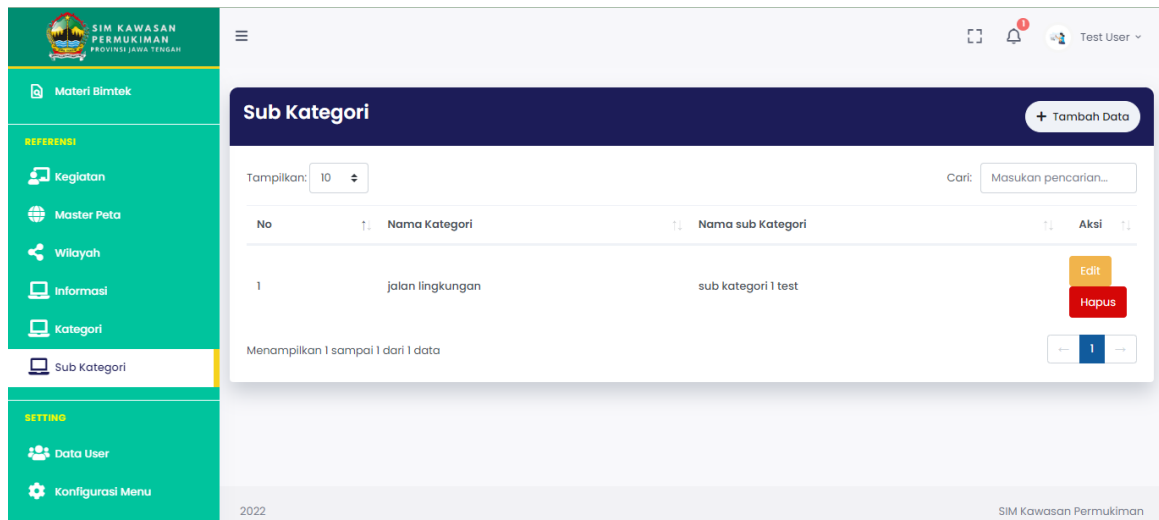 SIM KAWASAN
PERMUKIMAN
PROVINSI JAWA TENGAH
1
Test User
Materi Bimtek
REFERENSI
Kegiatan
Master Peta
Wilayah
Informasi
Kategori
Sub Kategori
SETTING
Data User
Konfigurasi Menu
Sub Kategori
+ Tambah Data
Tampilkan: 10
Cari: Masukan pencarian...
No Nama Kategori Nama sub Kategori Aksi
1 jalan lingkungan sub kategori 1 test Edit
Hapus
Menampilkan 1 sampai 1 dari 1 data
← 1 →
2022 SIM Kawasan Permukiman